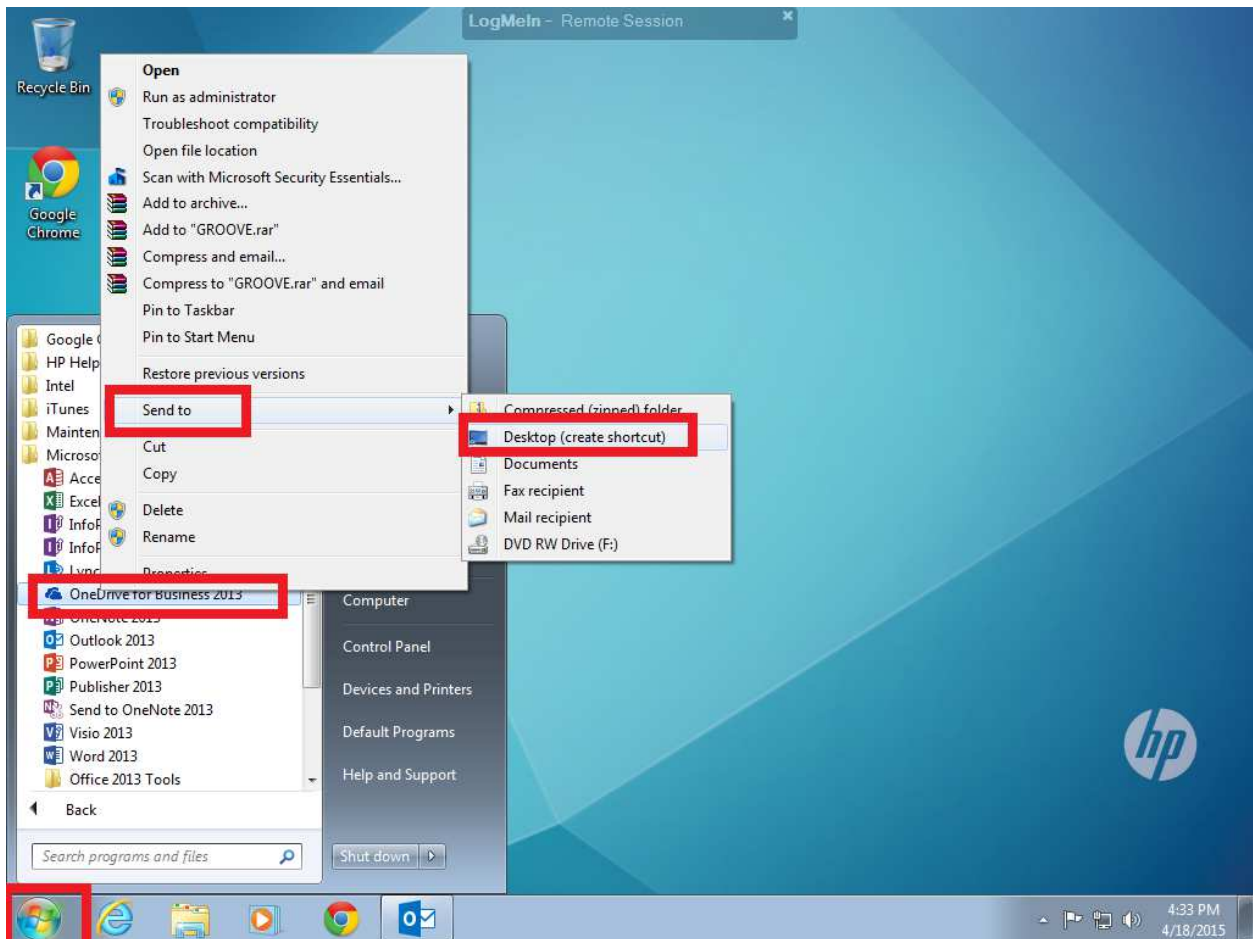 LogMeIn - Remote Session
Recycle Bin
Google
Chrome
Open
Run as administrator
Troubleshoot compatibility
Open file location
Scan with Microsoft Security Essentials...
Add to archive...
Add to "GROOVE.rar"
Compress and email...
Compress to "GROOVE.rar" and email
Pin to Taskbar
Pin to Start Menu
Restore previous versions
Send to
Cut
Copy
Delete
Rename
Properties
Compressed (zipped) folder
Desktop (create shortcut)
Documents
Fax recipient
Mail recipient
DVD RW Drive (F:)
Google
HP Help
Intel
iTunes
Mainten
Microso
Acce
Excel
InfoP
InfoP
Lync
OneDrive for Business 2013
OneNote 2013
Outlook 2013
PowerPoint 2013
Publisher 2013
Send to OneNote 2013
Visio 2013
Word 2013
Office 2013 Tools
Back
Search programs and files
Computer
Control Panel
Devices and Printers
Default Programs
Help and Support
Shut down
hp
4:33 PM
4/18/2015